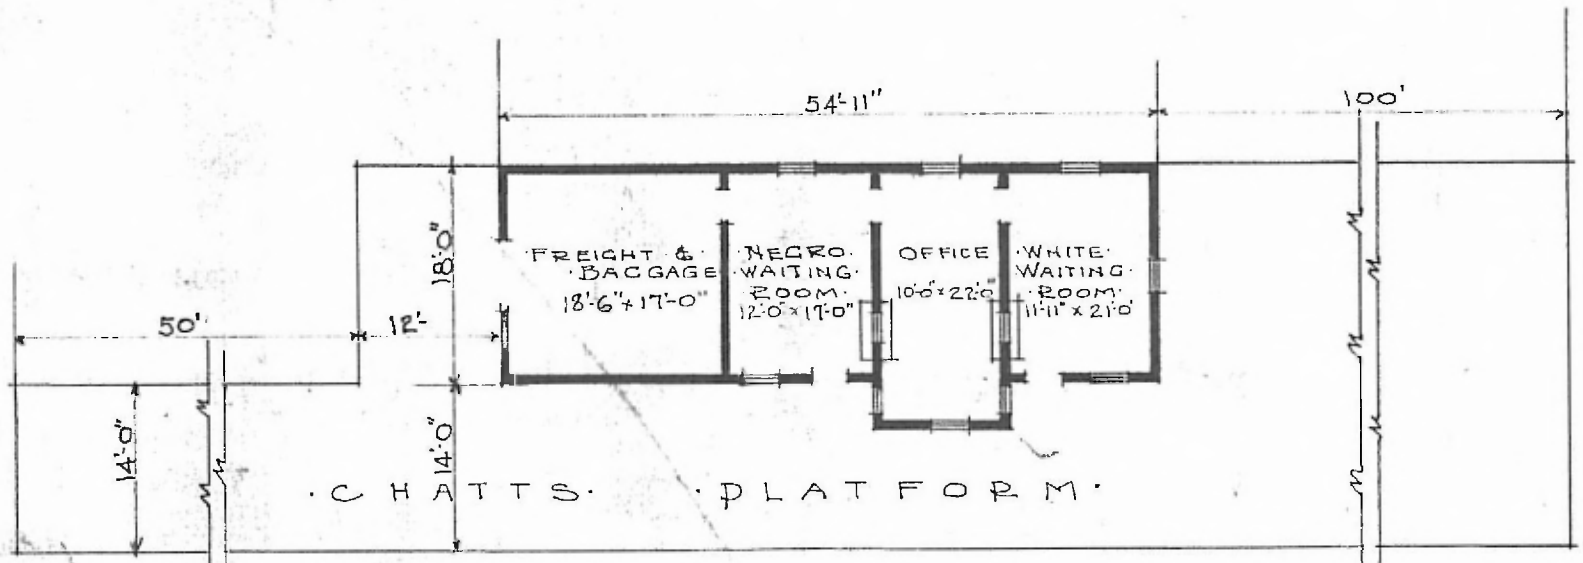 54'-11"
100'
18'-0"
·FREIGHT &·
·BAGGAGE
18'-6" x 17'-0"
·NEGRO·
·WAITING·
·ROOM·
12'-0" x 17'-0"
OFFICE
10'-0" x 22'-0"
·WHITE·
WAITING·
·ROOM·
11'-11" x 21'-0"
50'
12'-
14'-0"
14'-0"
·CHATTS· ·PLATFORM·